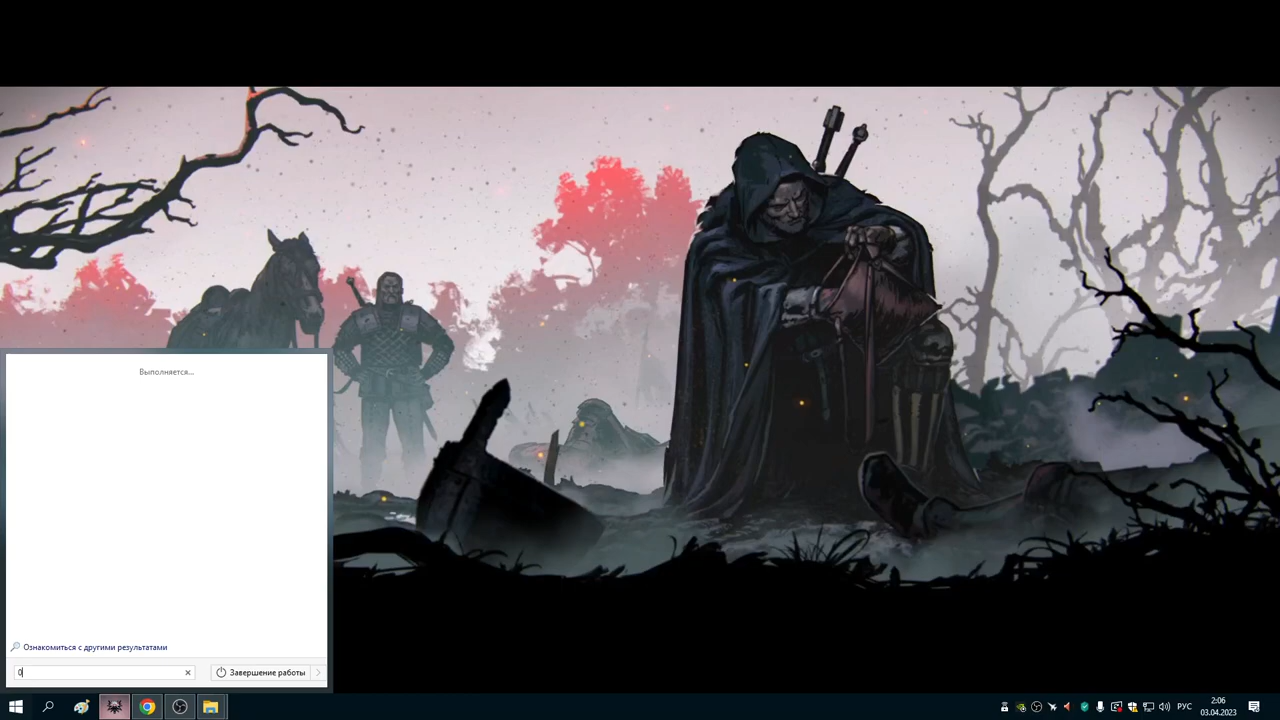 Выполняется...
Ознакомиться с другими результатами
0
Завершение работы
РУС
2:06
03.04.2023